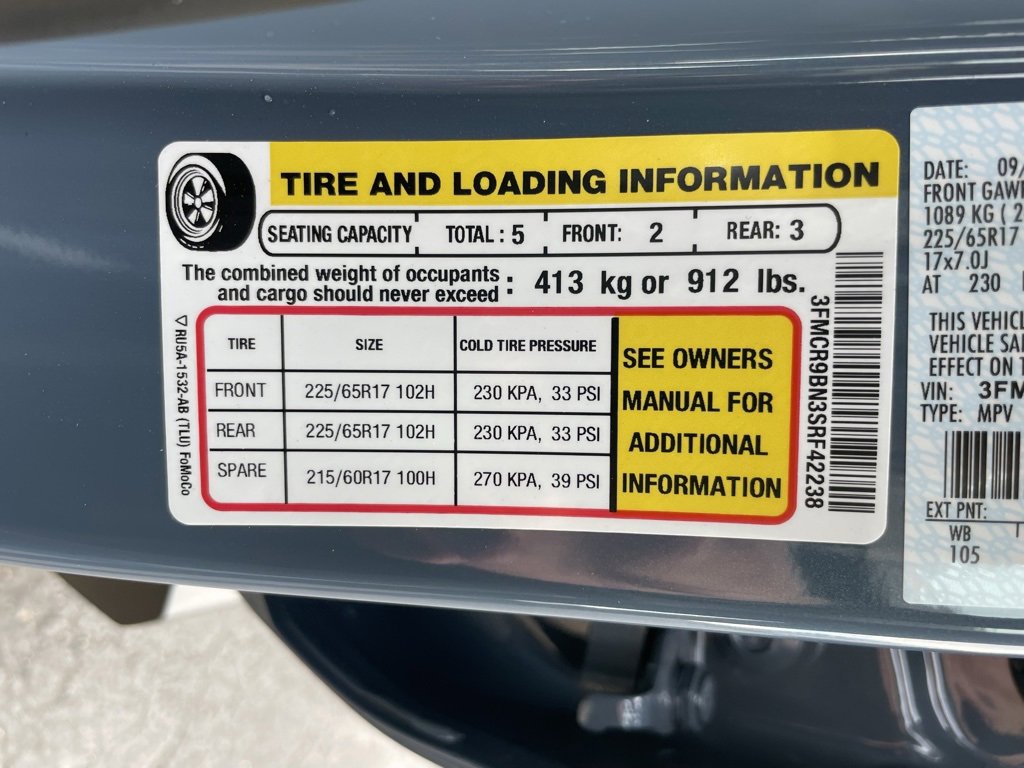 TIRE AND LOADING INFORMATION
SEATING CAPACITY TOTAL : 5 FRONT: 2 REAR: 3
The combined weight of occupants
and cargo should never exceed : 413 kg or 912 lbs.
TIRE SIZE COLD TIRE PRESSURE
FRONT 225/65R17 102H 230 KPA, 33 PSI
REAR 225/65R17 102H 230 KPA, 33 PSI
SPARE 215/60R17 100H 270 KPA, 39 PSI
SEE OWNERS
MANUAL FOR
ADDITIONAL
INFORMATION
3FMCR9BN3SRF42238
RU5A-1532-AB (TLU) FoMoCo
DATE: 09/
FRONT GAW
1089 KG ( 2
225/65R17
17x7.0J
AT 230
THIS VEHICL
VEHICLE SA
EFFECT ON
VIN: 3FM
TYPE: MPV
EXT PNT:
WB
105